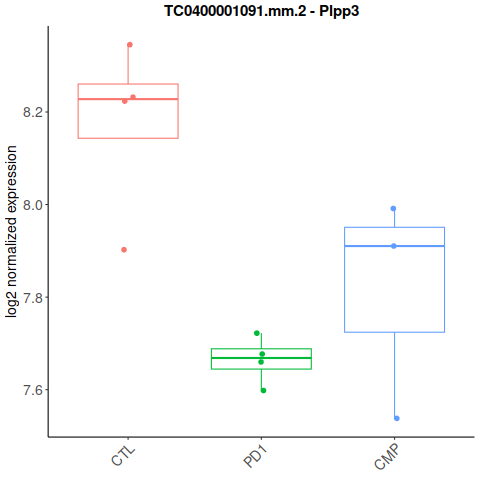 TC0400001091.mm.2 - Plpp3
log2 normalized expression
8.2
8.0
7.8
7.6
CTL
PD1
CMP